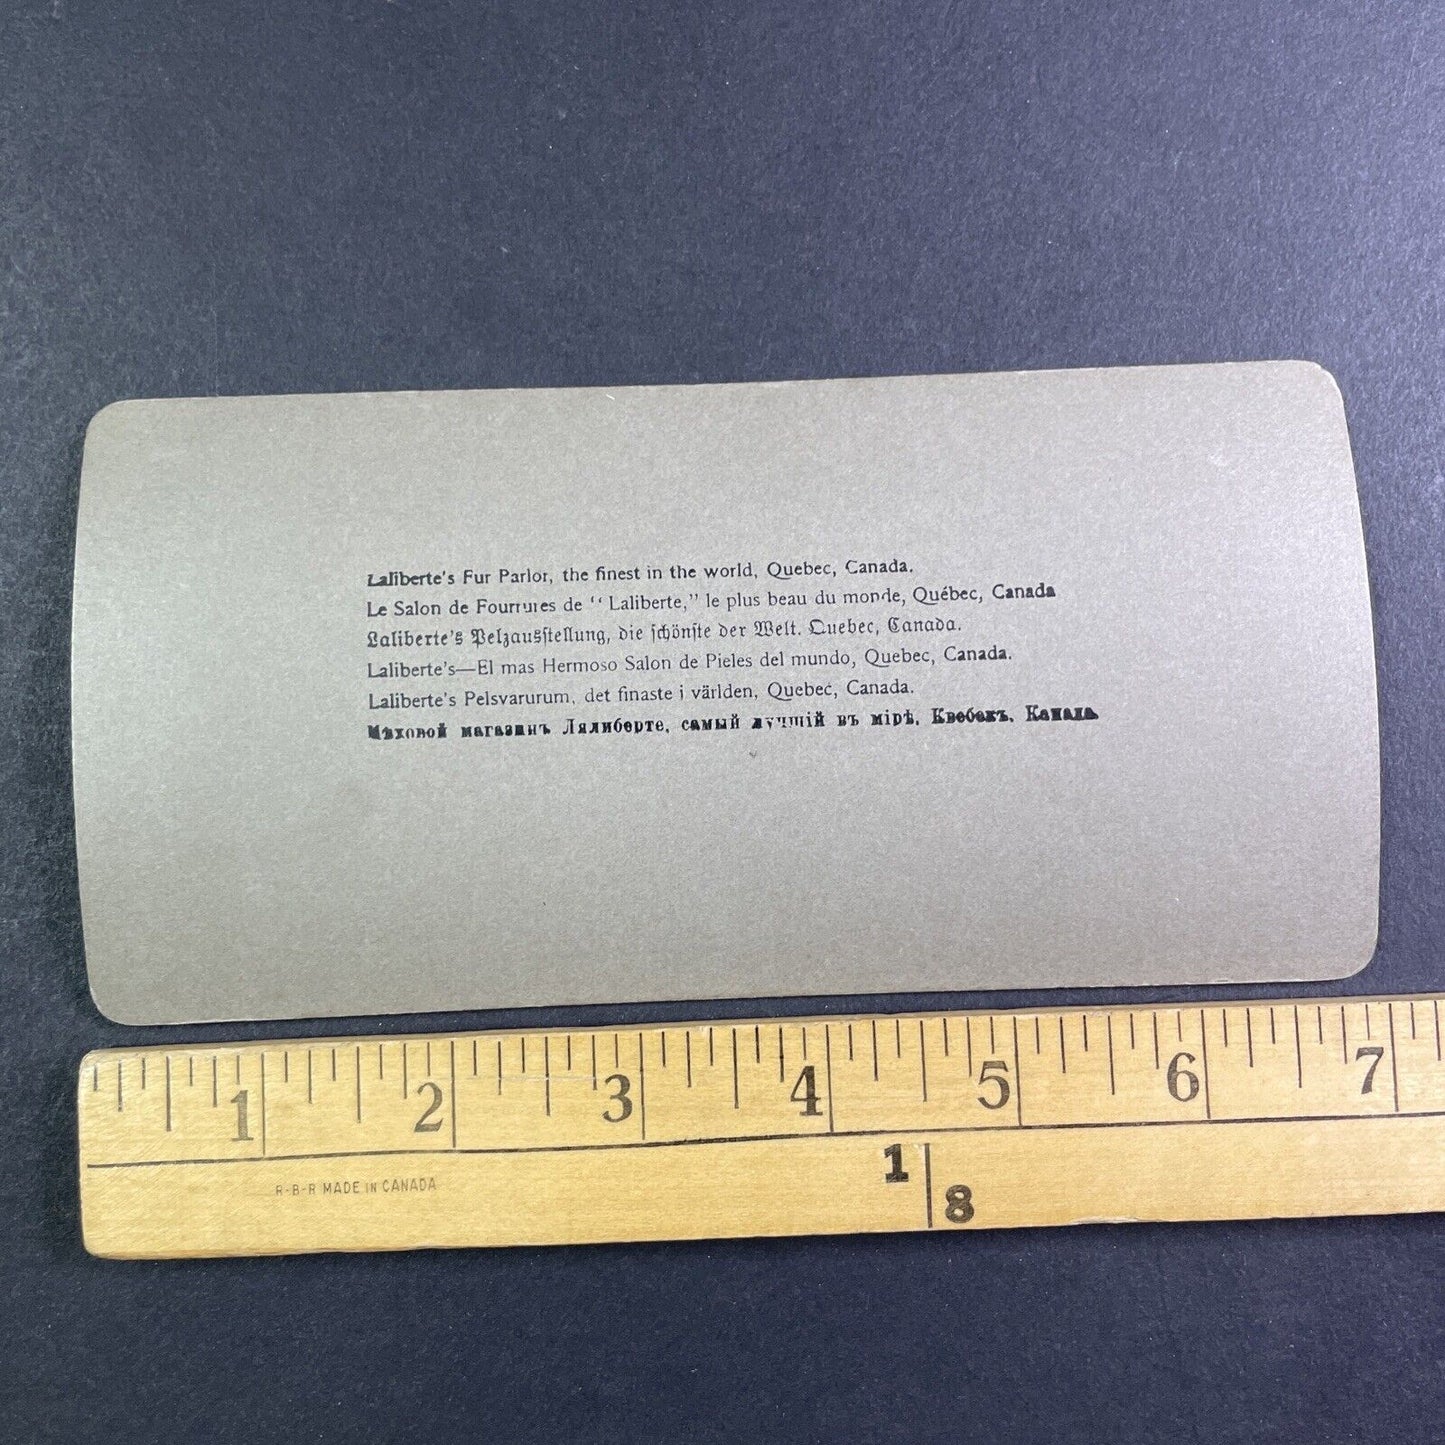 Laliberte's Fur Parlor, the finest in the world, Quebec, Canada.
Le Salon de Fourrures de “Laliberte,” le plus beau du monde, Québec, Canada
Laliberte's Pelzausstellung, die schönste der Welt. Quebec, Canada.
Laliberte's—El mas Hermoso Salon de Pieles del mundo, Quebec, Canada.
Laliberte's Pelsvarurum, det finaste i världen, Quebec, Canada.
Мѣховой магазинъ Лялиберте, самый лучшій въ мірѣ, Квебекъ, Канада.
1 2 3 4 5 6 7
R-B-R MADE IN CANADA
1
8